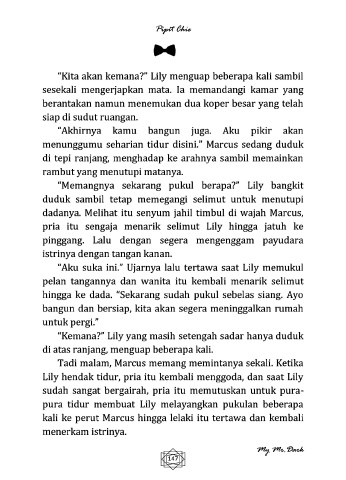 Pipit Chie
“Kita akan kemana?” Lily menguap beberapa kali sambil
sesekali mengerjapkan mata. Ia memandangi kamar yang
berantakan namun menemukan dua koper besar yang telah
siap di sudut ruangan.
“Akhirnya kamu bangun juga. Aku pikir akan
menunggumu seharian tidur disini.” Marcus sedang duduk
di tepi ranjang, menghadap ke arahnya sambil memainkan
rambut yang menutupi matanya.
“Memangnya sekarang pukul berapa?” Lily bangkit
duduk sambil tetap memegangi selimut untuk menutupi
dadanya. Melihat itu senyum jahil timbul di wajah Marcus,
pria itu sengaja menarik selimut Lily hingga jatuh ke
pinggang. Lalu dengan segera mengenggam payudara
istrinya dengan tangan kanan.
“Aku suka ini.” Ujarnya lalu tertawa saat Lily memukul
pelan tangannya dan wanita itu kembali menarik selimut
hingga ke dada. “Sekarang sudah pukul sebelas siang. Ayo
bangun dan bersiap, kita akan segera meninggalkan rumah
untuk pergi.”
“Kemana?” Lily yang masih setengah sadar hanya duduk
di atas ranjang, menguap beberapa kali.
Tadi malam, Marcus memang memintanya sekali. Ketika
Lily hendak tidur, pria itu kembali menggoda, dan saat Lily
sudah sangat bergairah, pria itu memutuskan untuk pura-
pura tidur membuat Lily melayangkan pukulan beberapa
kali ke perut Marcus hingga lelaki itu tertawa dan kembali
menerkam istrinya.
147
My Mr. Dark